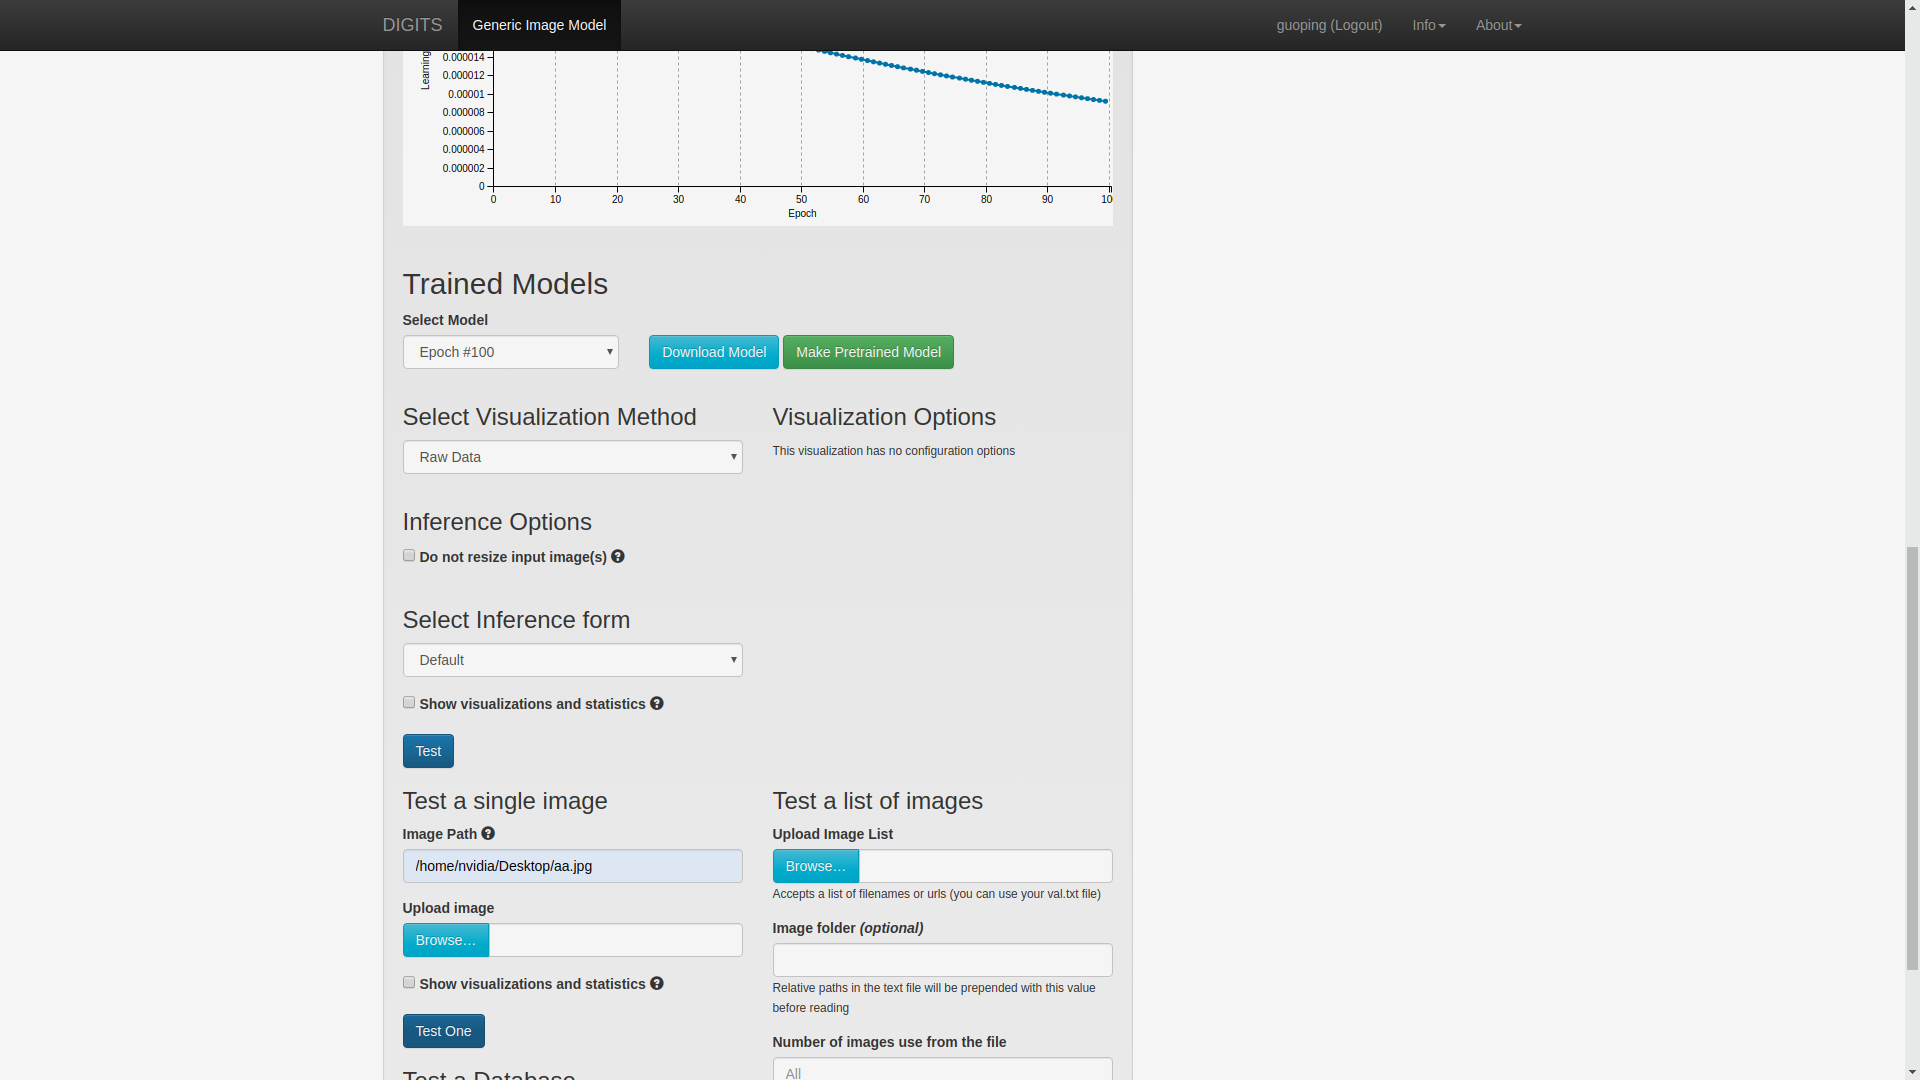 DIGITS
Generic Image Model
guoping (Logout)
Info
About
Learning
0.000014
0.000012
0.00001
0.000008
0.000006
0.000004
0.000002
0
0 10 20 30 40 50 60 70 80 90 10
Epoch
Trained Models
Select Model
Epoch #100
Download Model
Make Pretrained Model
Select Visualization Method
Visualization Options
Raw Data
This visualization has no configuration options
Inference Options
Do not resize input image(s)
Select Inference form
Default
Show visualizations and statistics
Test
Test a single image
Image Path
/home/nvidia/Desktop/aa.jpg
Upload image
Browse...
Show visualizations and statistics
Test One
Test a Database
Test a list of images
Upload Image List
Browse...
Accepts a list of filenames or urls (you can use your val.txt file)
Image folder (optional)
Relative paths in the text file will be prepended with this value
before reading
Number of images use from the file
All